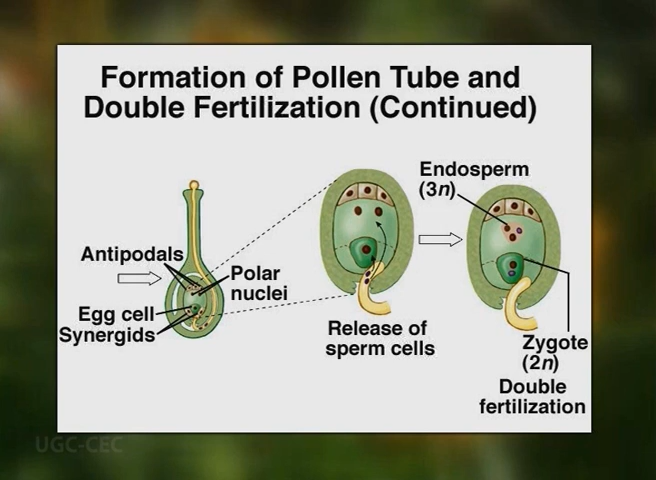 Formation of Pollen Tube and
Double Fertilization (Continued)
Endosperm
(3n)
Antipodals
Polar
nuclei
Egg cell
Synergids
Release of
sperm cells
Zygote
(2n)
Double
fertilization
UGC-CEC